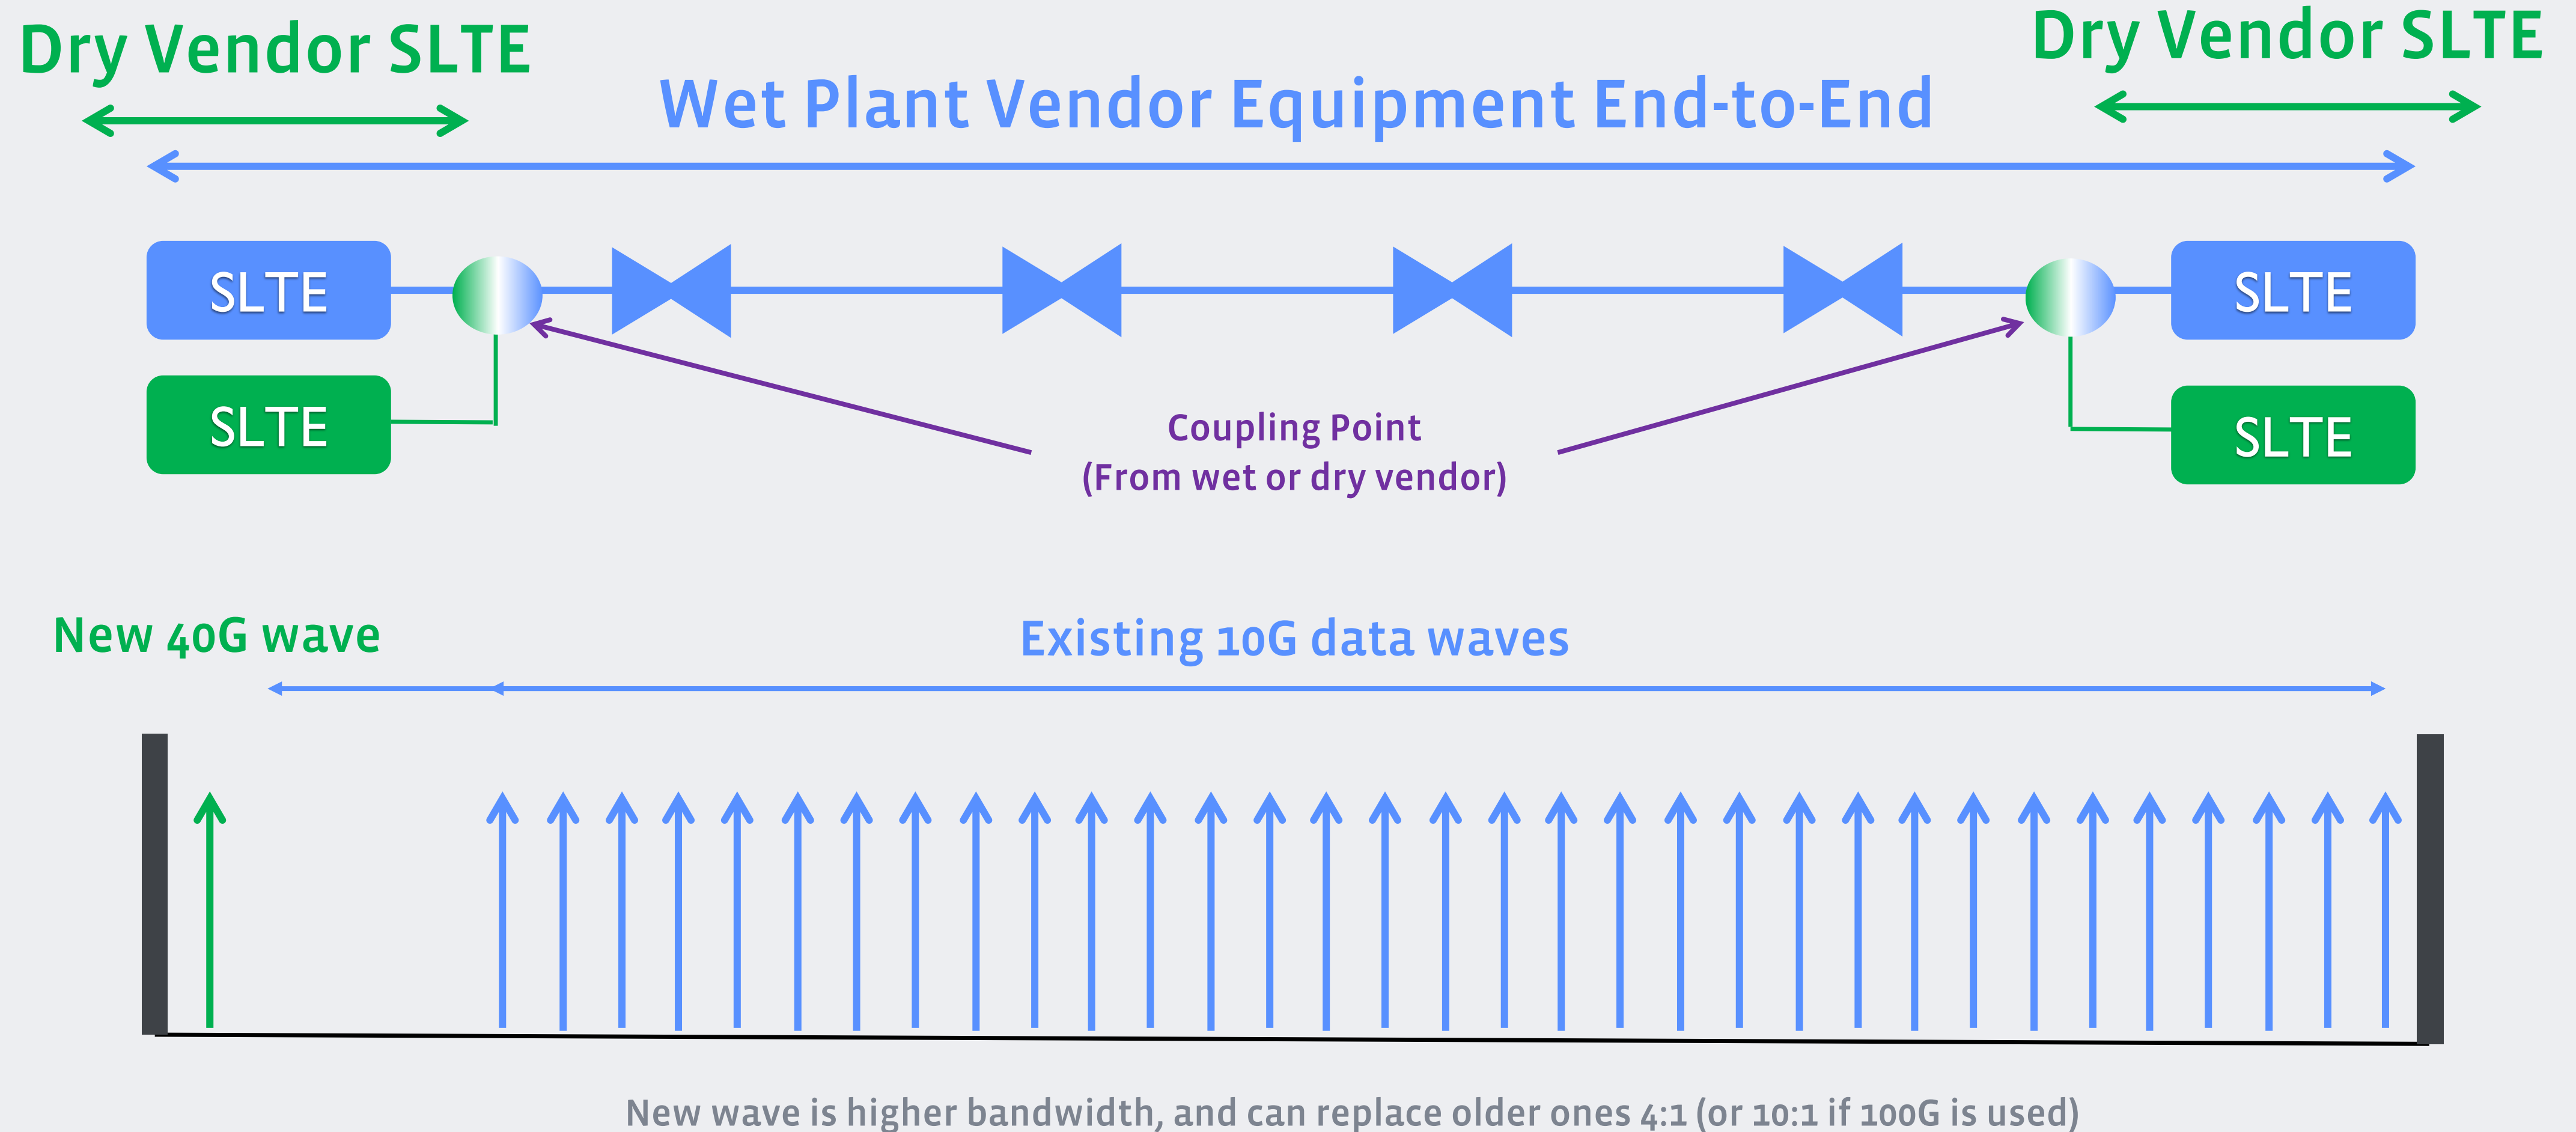 Dry Vendor SLTE
Dry Vendor SLTE
Wet Plant Vendor Equipment End-to-End
SLTE
SLTE
SLTE
SLTE
Coupling Point
(From wet or dry vendor)
New 40G wave
Existing 10G data waves
New wave is higher bandwidth, and can replace older ones 4:1 (or 10:1 if 100G is used)